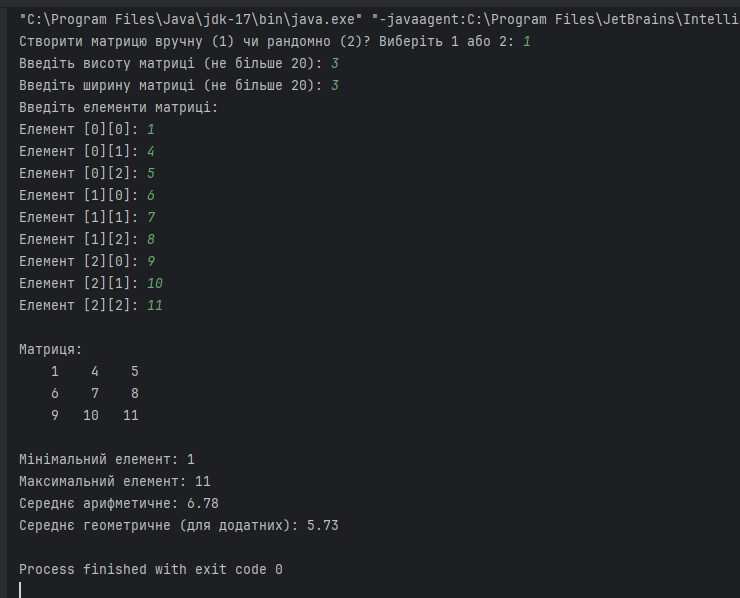 "C:\Program Files\Java\jdk-17\bin\java.exe" "-javaagent:C:\Program Files\JetBrains\Intelli
Створити матрицю вручну (1) чи рандомно (2)? Виберіть 1 або 2: 1
Введіть висоту матриці (не більше 20): 3
Введіть ширину матриці (не більше 20): 3
Введіть елементи матриці:
Елемент [0][0]: 1
Елемент [0][1]: 4
Елемент [0][2]: 5
Елемент [1][0]: 6
Елемент [1][1]: 7
Елемент [1][2]: 8
Елемент [2][0]: 9
Елемент [2][1]: 10
Елемент [2][2]: 11
Матриця:
1 4 5
6 7 8
9 10 11
Мінімальний елемент: 1
Максимальний елемент: 11
Середнє арифметичне: 6.78
Середнє геометричне (для додатних): 5.73
Process finished with exit code 0